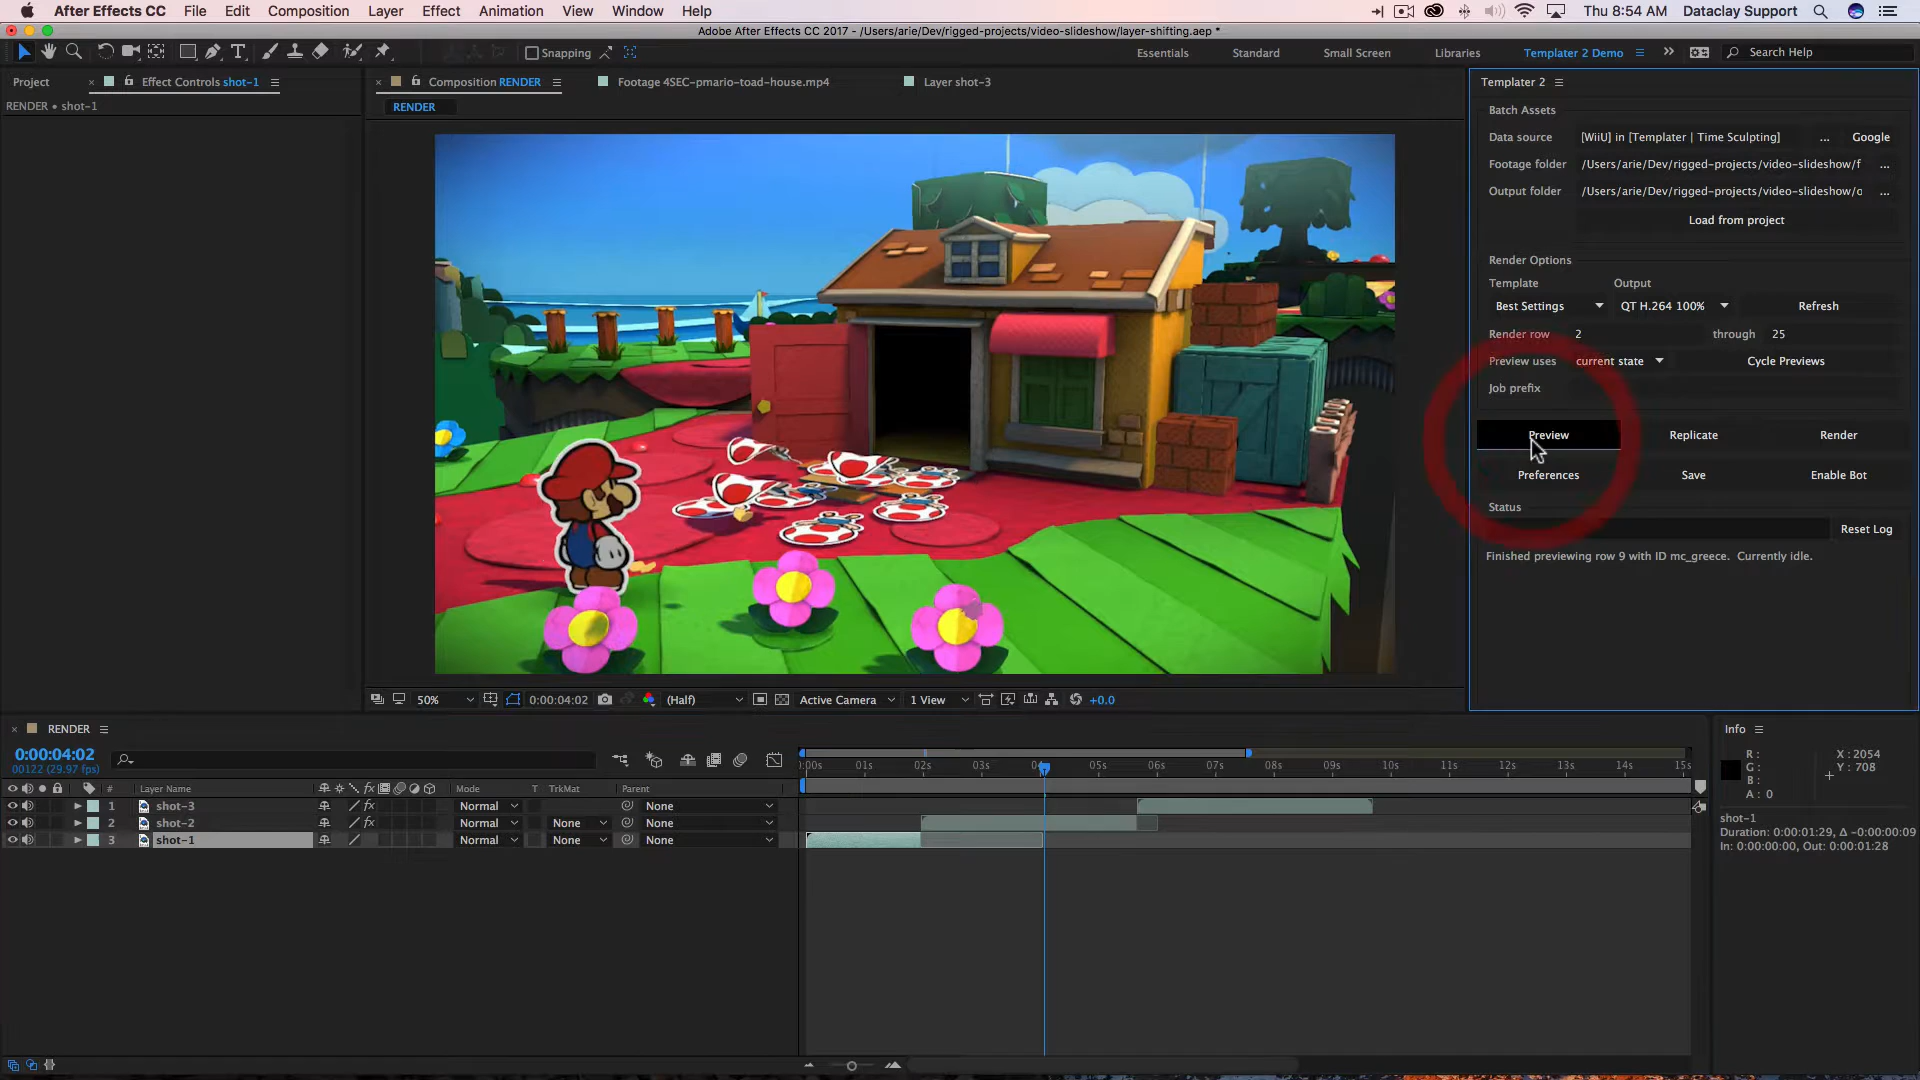 After Effects CC File Edit Composition Layer Effect Animation View Window Help Thu 8:54 AM Dataclay Support
Adobe After Effects CC 2017 - /Users/arie/Dev/rigged-projects/video-slideshow/layer-shifting.aep *
Snapping Essentials Standard Small Screen Libraries Templater 2 Demo Search Help
Project Effect Controls shot-1 Composition RENDER Footage 4SEC-pmario-toad-house.mp4 Layer shot-3 Templater 2
RENDER • shot-1
RENDER
Batch Assets
Data source [WiiU] in [Templater | Time Sculpting] ... Google
Footage folder /Users/arie/Dev/rigged-projects/video-slideshow/f ...
Output folder /Users/arie/Dev/rigged-projects/video-slideshow/o ...
Load from project
Render Options
Template Output
Best Settings QT H.264 100% Refresh
Render row 2 through 25
Preview uses current state Cycle Previews
Job prefix
Preview Replicate Render
Preferences Save Enable Bot
Status
Reset Log
Finished previewing row 9 with ID mc_greece. Currently idle.
50% 0:00:04:02 (Half) Active Camera 1 View +0.0
RENDER
0:00:04:02
00122 (29.97 fps)
:00s 02s 03s 05s 06s 07s 08s 09s 10s 11s 12s 13s 14s 15s
# Layer Name Mode T TrkMat Parent
1 shot-3 Normal None
2 shot-2 Normal None None
3 shot-1 Normal None None
Info
R :
G :
B :
A : 0
X : 2054
Y : 708
shot-1
Duration: 0:00:01:29, Δ -0:00:00:09
In: 0:00:00:00, Out: 0:00:01:28